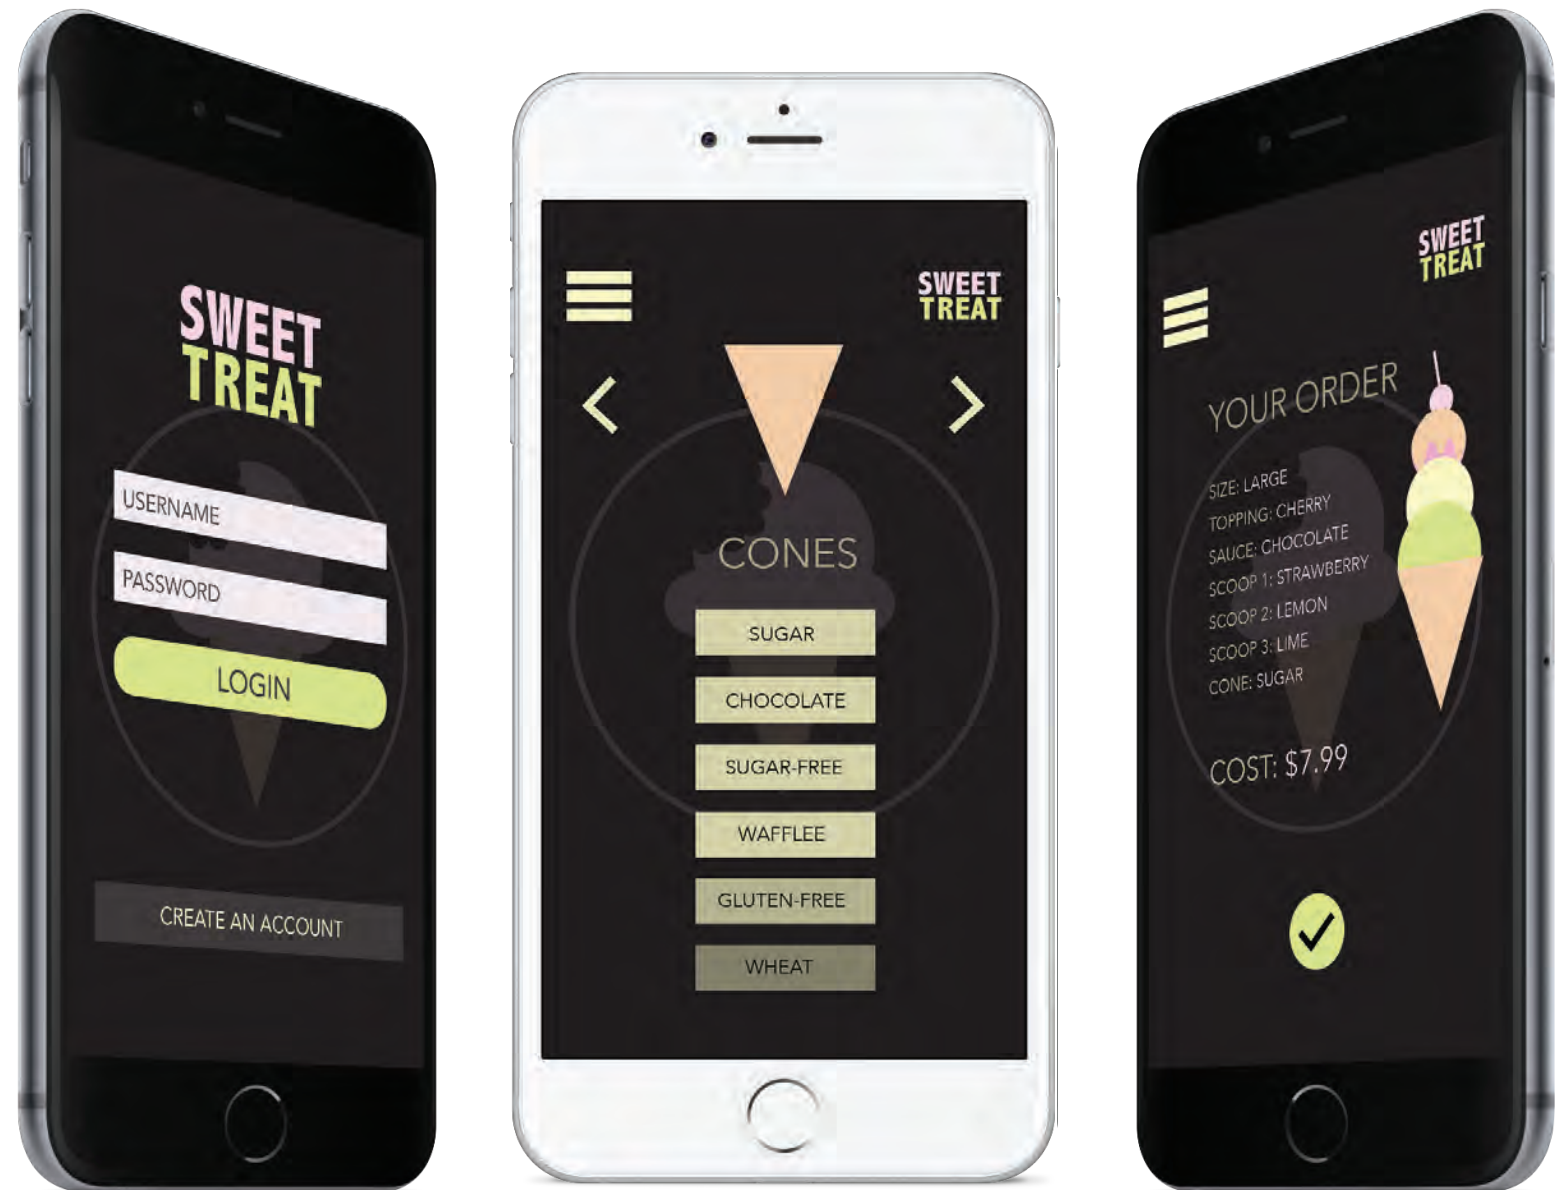 SWEET
TREAT
USERNAME
PASSWORD
LOGIN
CREATE AN ACCOUNT
SWEET
TREAT
CONES
SUGAR
CHOCOLATE
SUGAR-FREE
WAFFLEE
GLUTEN-FREE
WHEAT
SWEET
TREAT
YOUR ORDER
SIZE: LARGE
TOPPING: CHERRY
SAUCE: CHOCOLATE
SCOOP 1: STRAWBERRY
SCOOP 2: LEMON
SCOOP 3: LIME
CONE: SUGAR
COST: $7.99